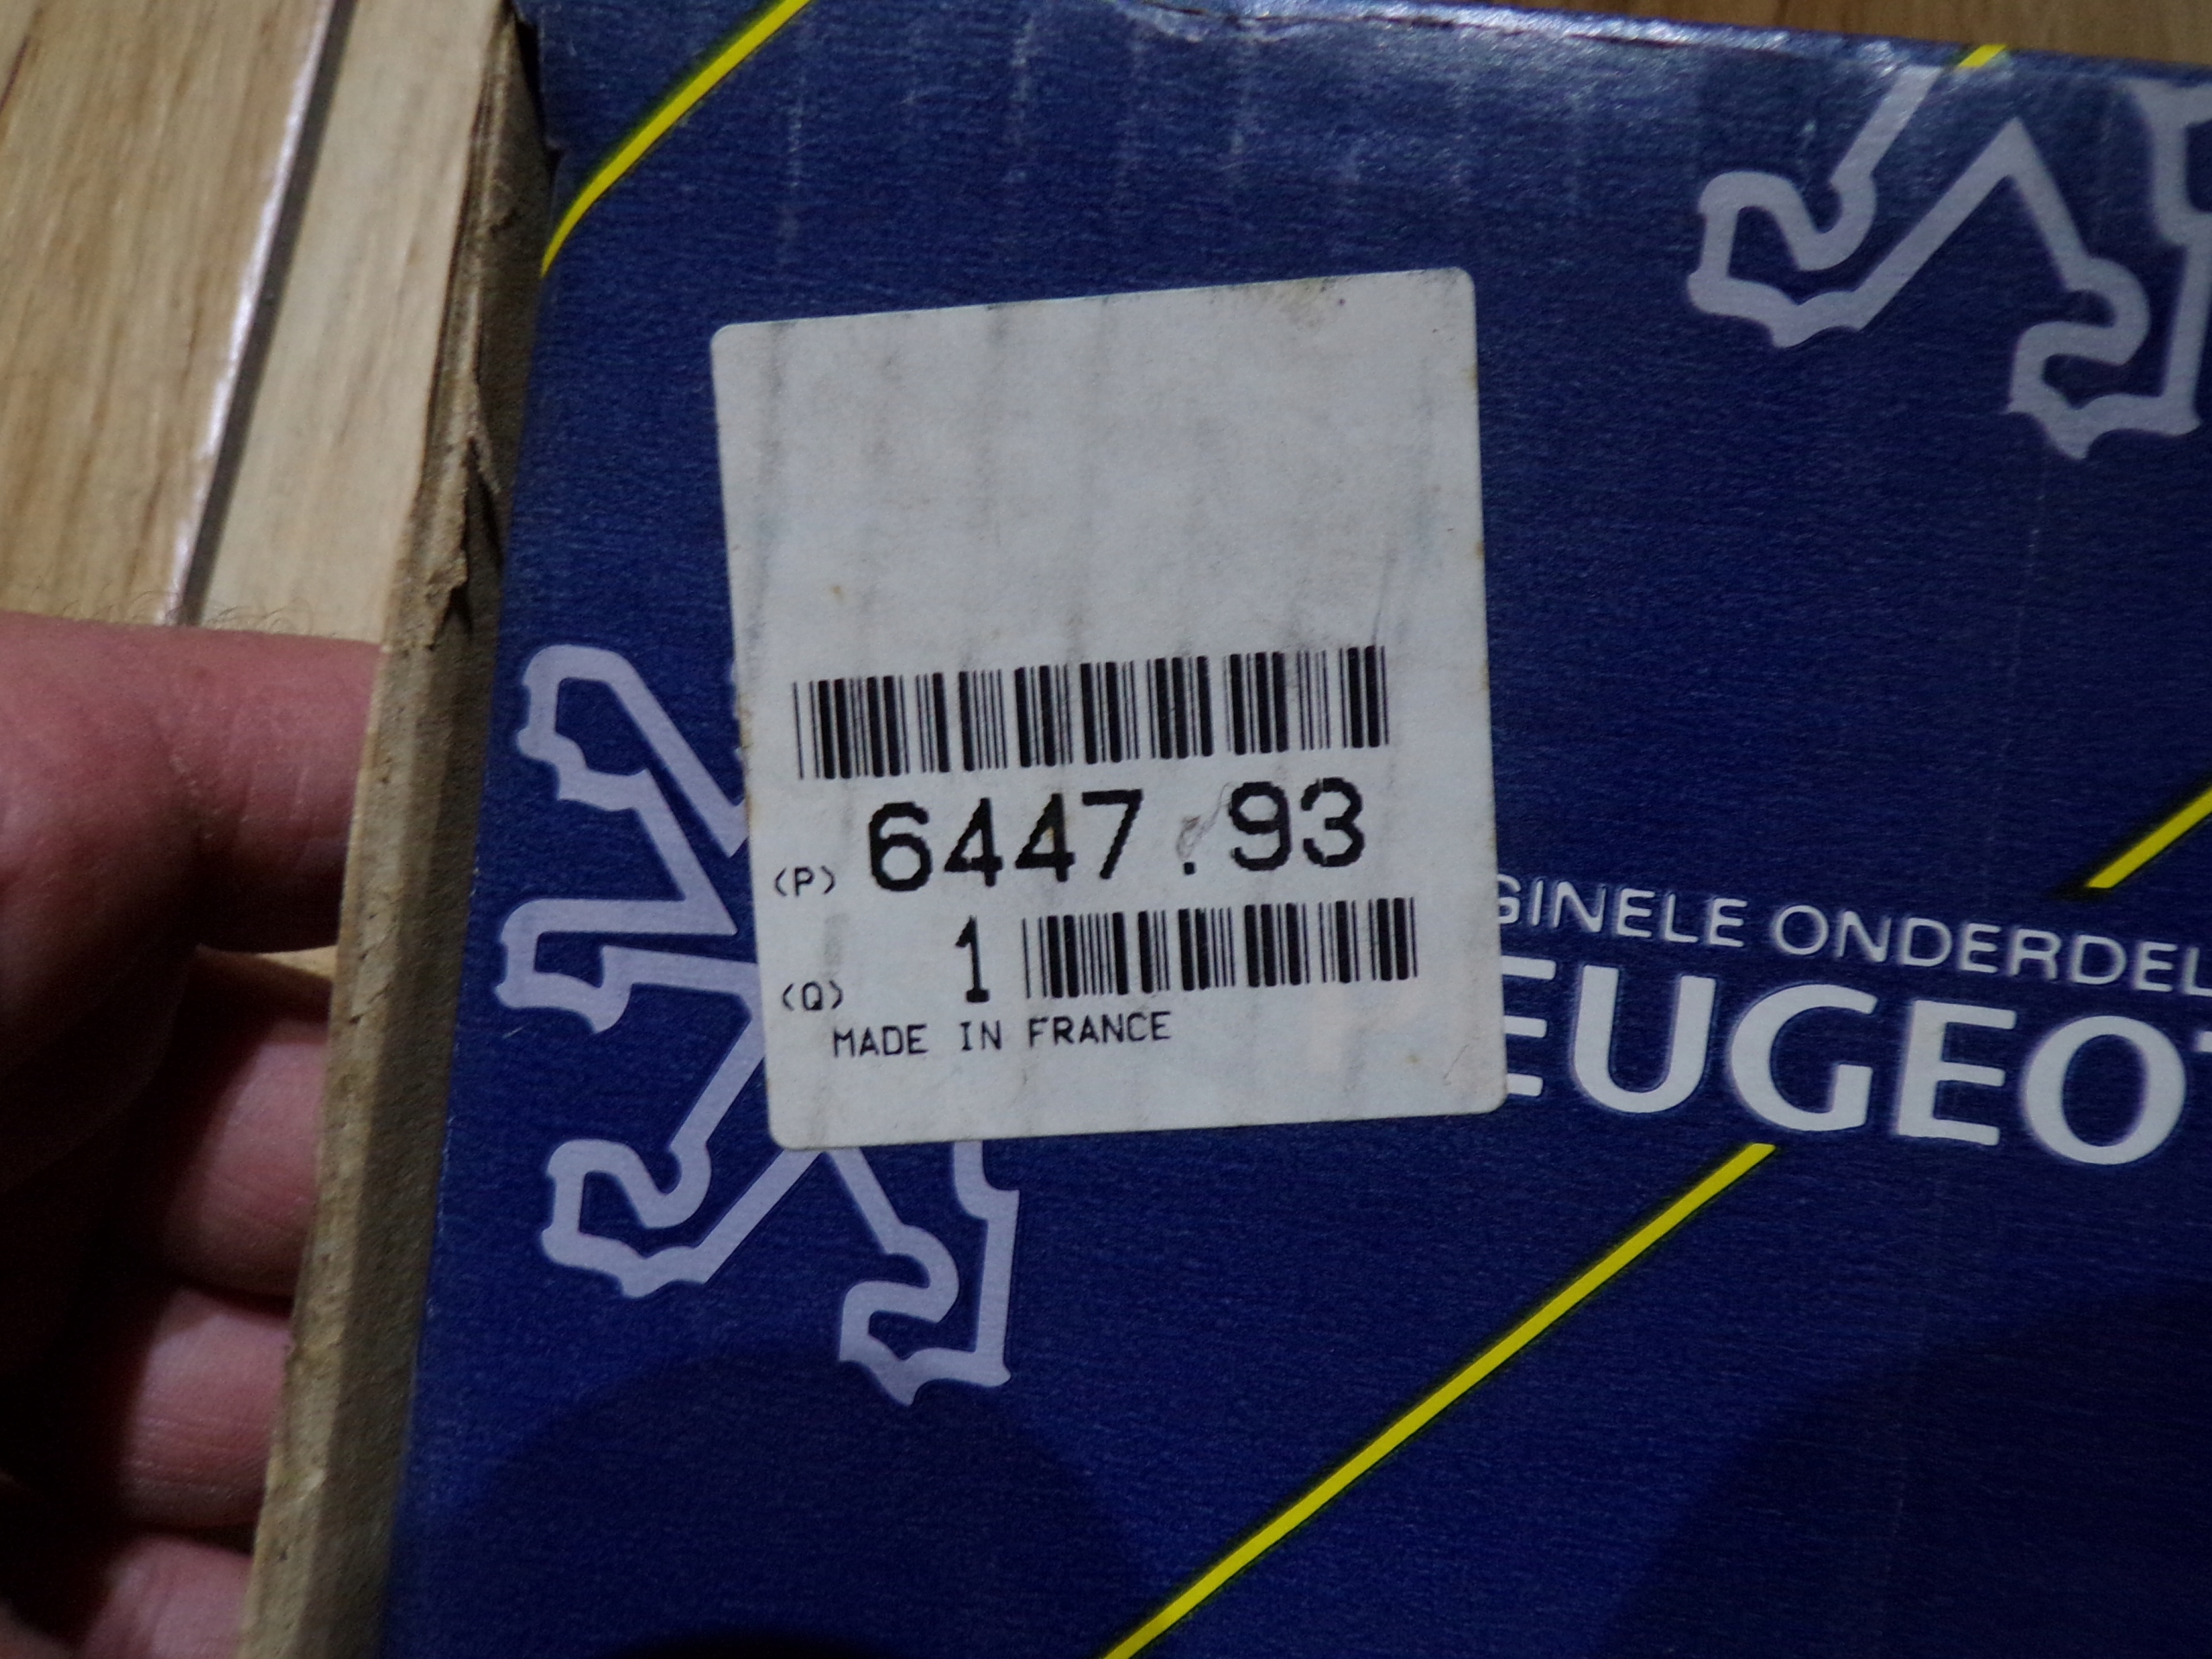 (P) 6447.93
(Q) 1
MADE IN FRANCE
GINELE ONDERDEL
EUGEOT